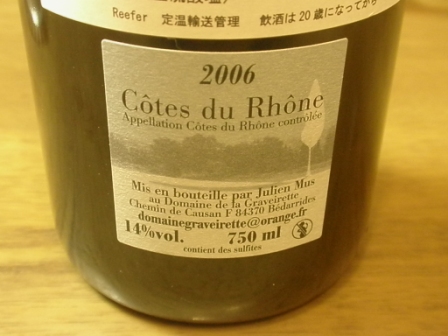 Reefer 定温輸送管理 飲酒は20歳になってから
2006
Côtes du Rhône
Appellation Côtes du Rhône contrôlée
Mis en bouteille par Julien Mus
au Domaine de la Graveirette
Chemin de Causan F 84370 Bédarrides
domainegraveirette@orange.fr
14%vol. 750 ml
contient des sulfites